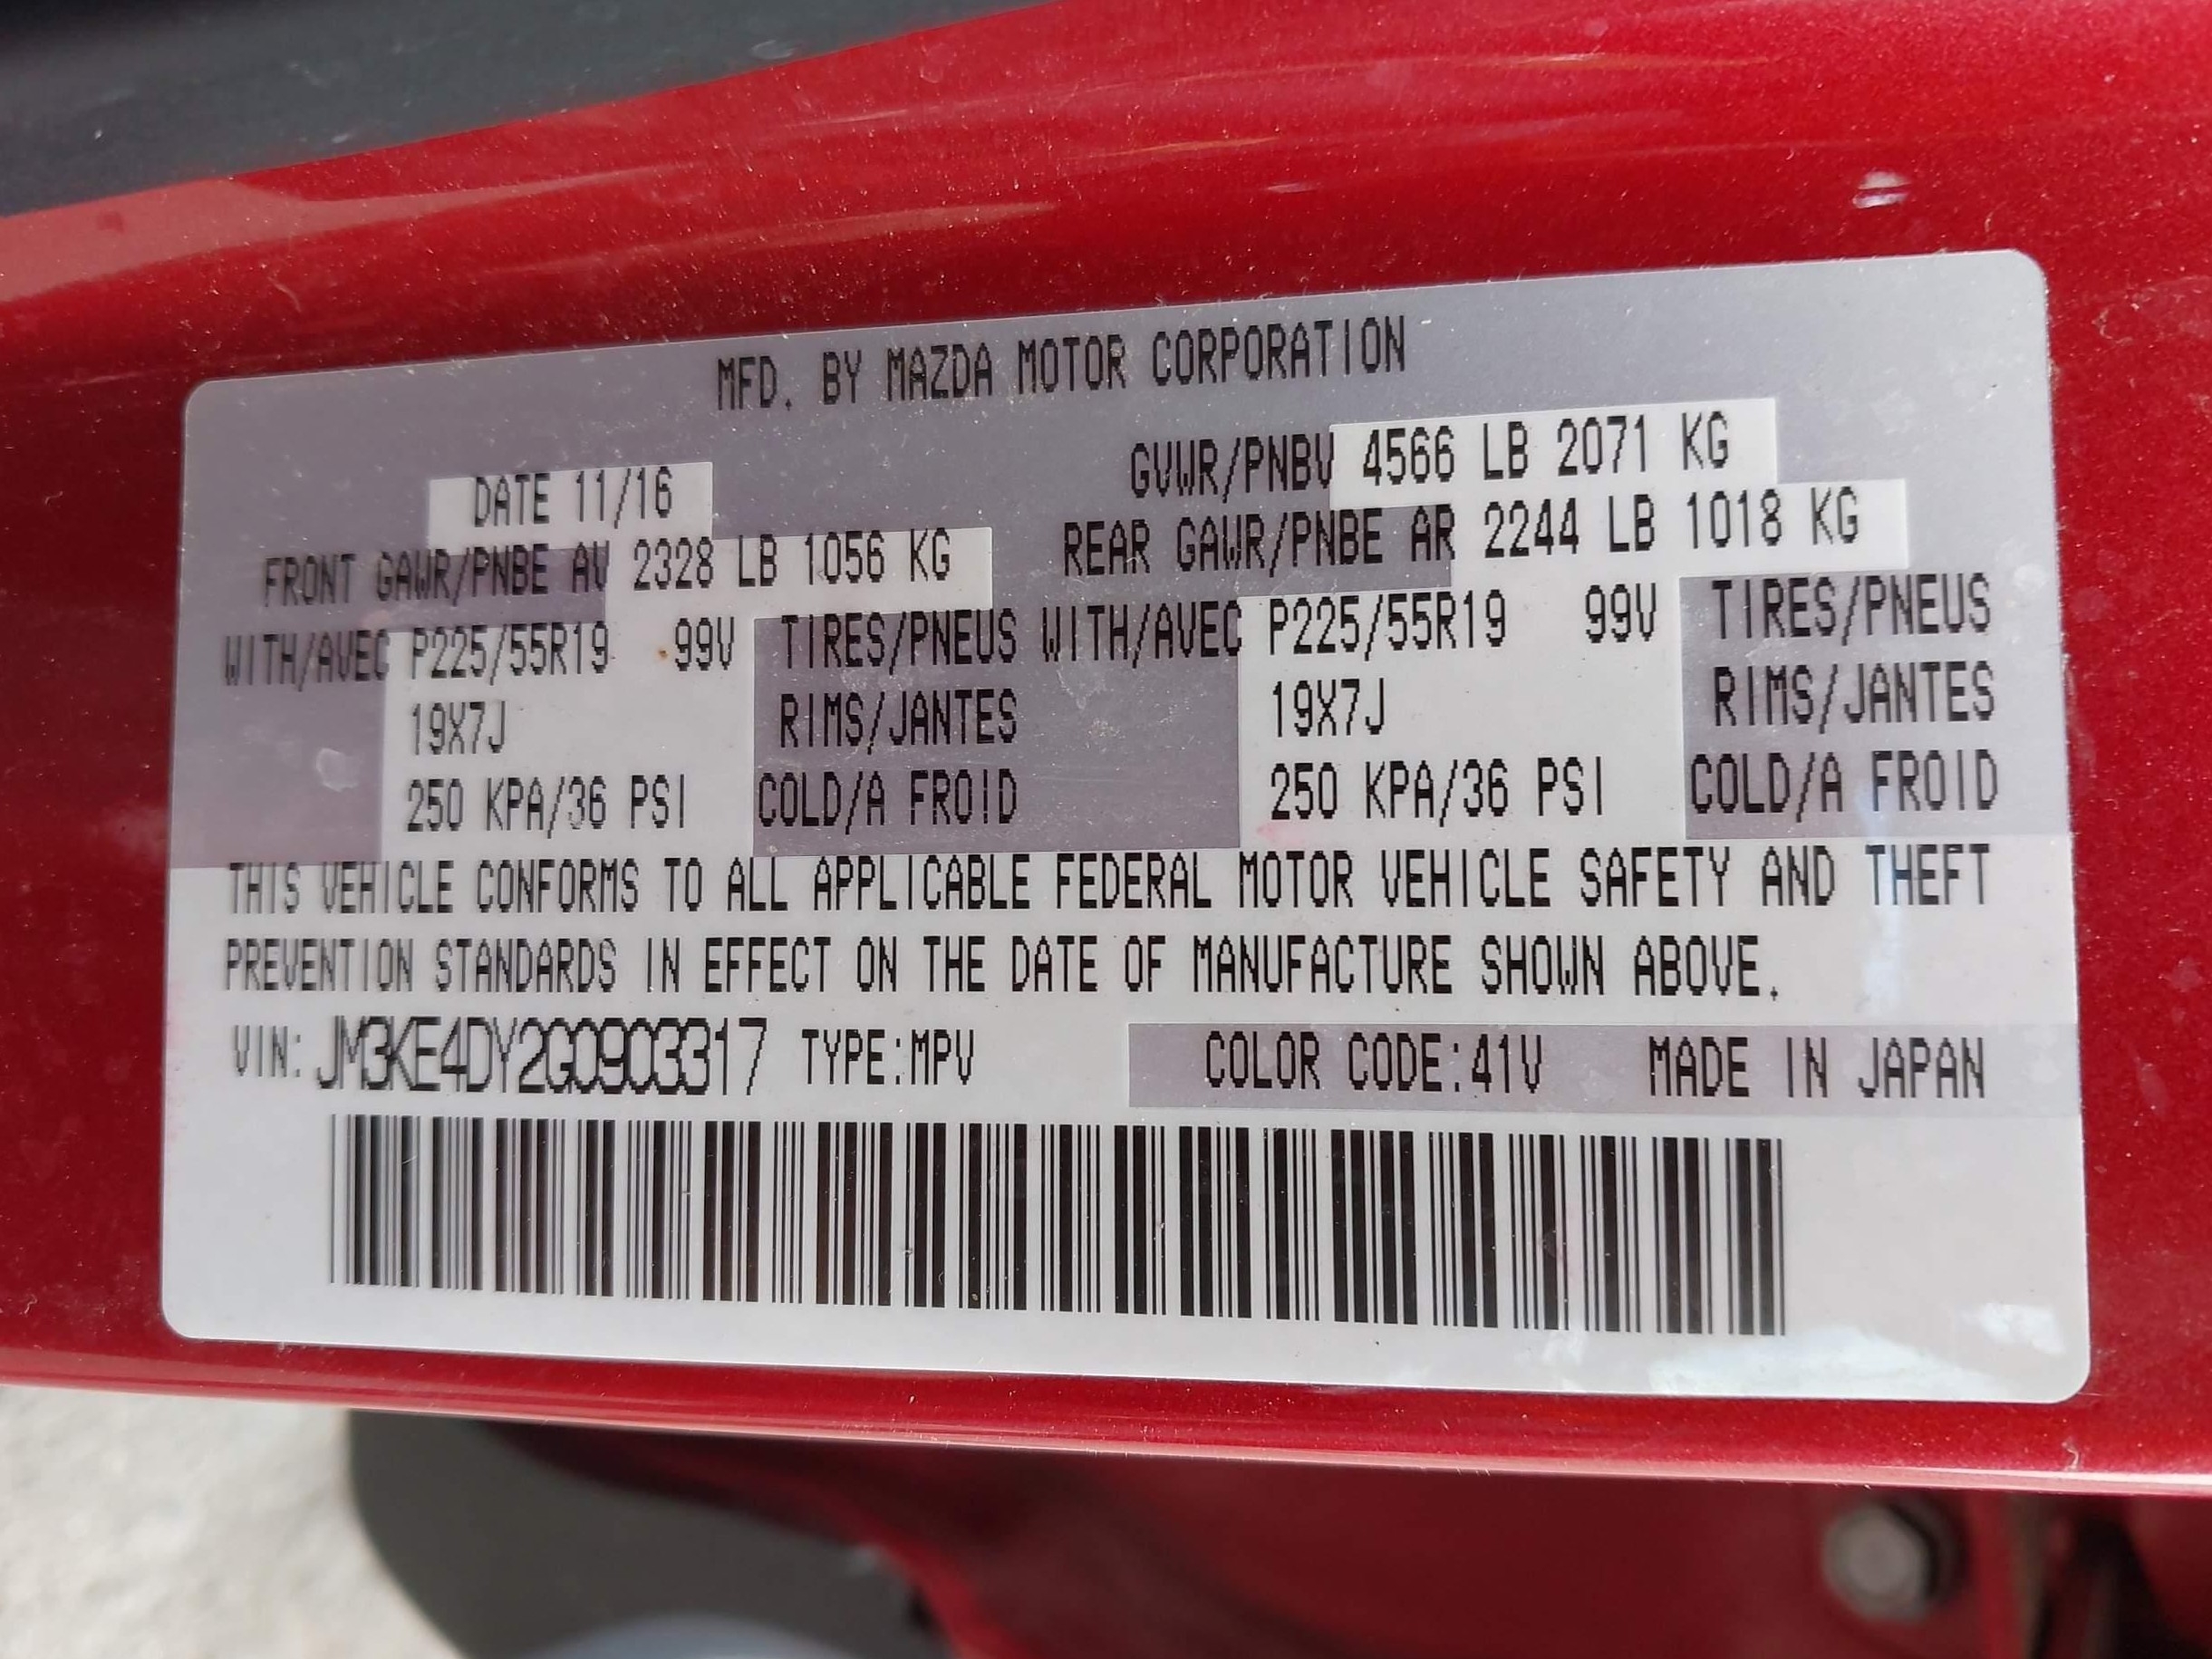 MFD. BY MAZDA MOTOR CORPORATION
DATE 11/16 GVWR/PNBV 4566 LB 2071 KG
FRONT GAWR/PNBE AV 2328 LB 1056 KG REAR GAWR/PNBE AR 2244 LB 1018 KG
WITH/AVEC P225/55R19 99V TIRES/PNEUS WITH/AVEC P225/55R19 99V TIRES/PNEUS
19X7J RIMS/JANTES 19X7J RIMS/JANTES
250 KPA/36 PSI COLD/A FROID 250 KPA/36 PSI COLD/A FROID
THIS VEHICLE CONFORMS TO ALL APPLICABLE FEDERAL MOTOR VEHICLE SAFETY AND THEFT
PREVENTION STANDARDS IN EFFECT ON THE DATE OF MANUFACTURE SHOWN ABOVE.
VIN: JM3KE4DY2G0903317 TYPE:MPV COLOR CODE:41V MADE IN JAPAN